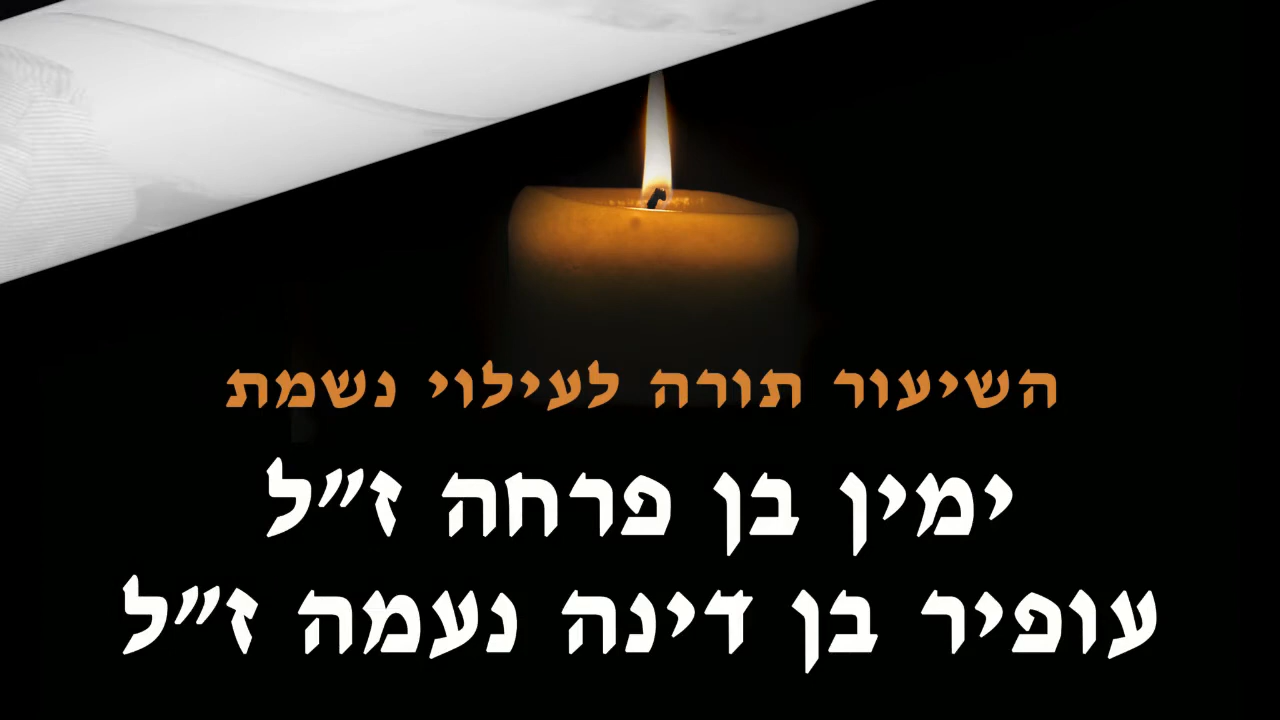 השיעור תורה לעילוי נשמת
ימין בן פרחה ז״ל
עופיר בן דינה נעמה ז״ל